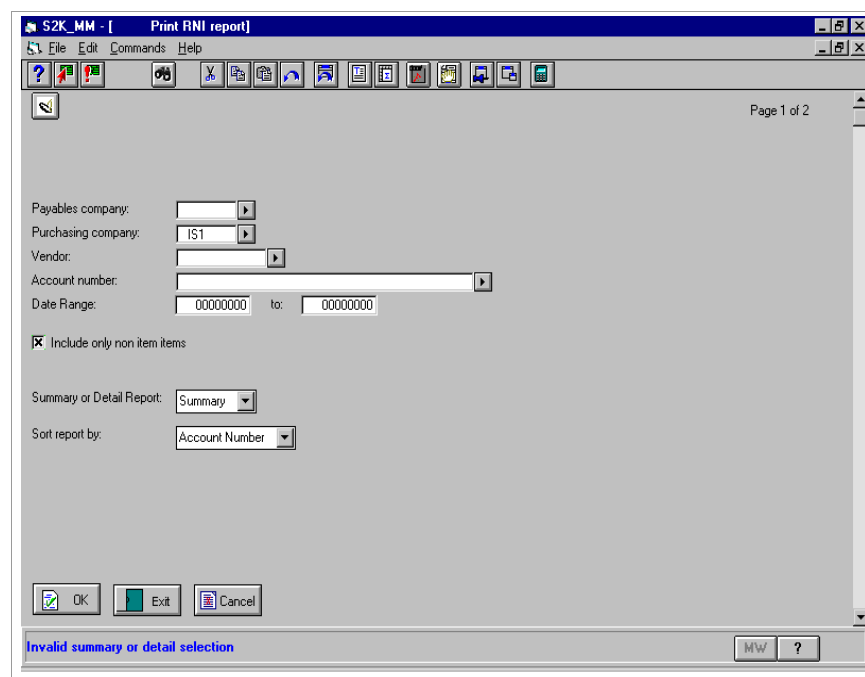 S2K_MM - [ Print RNI report]
File Edit Commands Help
Page 1 of 2
Payables company:
Purchasing company: IS1
Vendor:
Account number:
Date Range: 00000000 to: 00000000
Include only non item items
Summary or Detail Report: Summary
Sort report by: Account Number
OK Exit Cancel
Invalid summary or detail selection MW ?